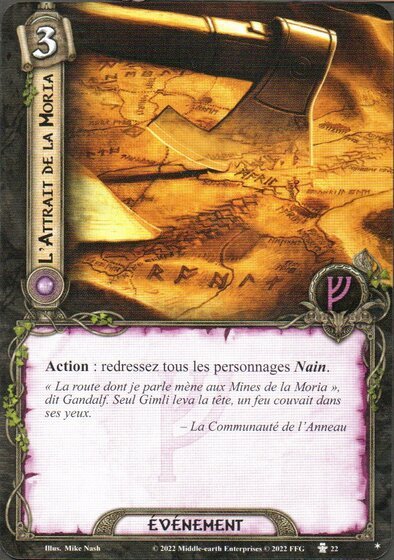 3
L'Attrait de la Moria
Action : redressez tous les personnages Nain.
« La route dont je parle mène aux Mines de la Moria »,
dit Gandalf. Seul Gimli leva la tête, un feu couvait dans
ses yeux.
– La Communauté de l'Anneau
ÉVÉNEMENT
Illus. Mike Nash © 2022 Middle-earth Enterprises © 2022 FFG 22